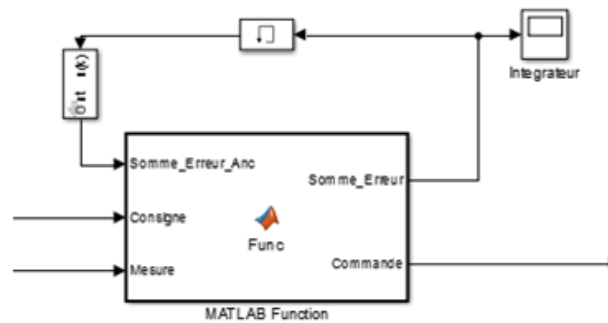 Integrateur
Somme_Erreur_Anc
Somme_Erreur
Consigne
Func
Commande
Mesure
MATLAB Function